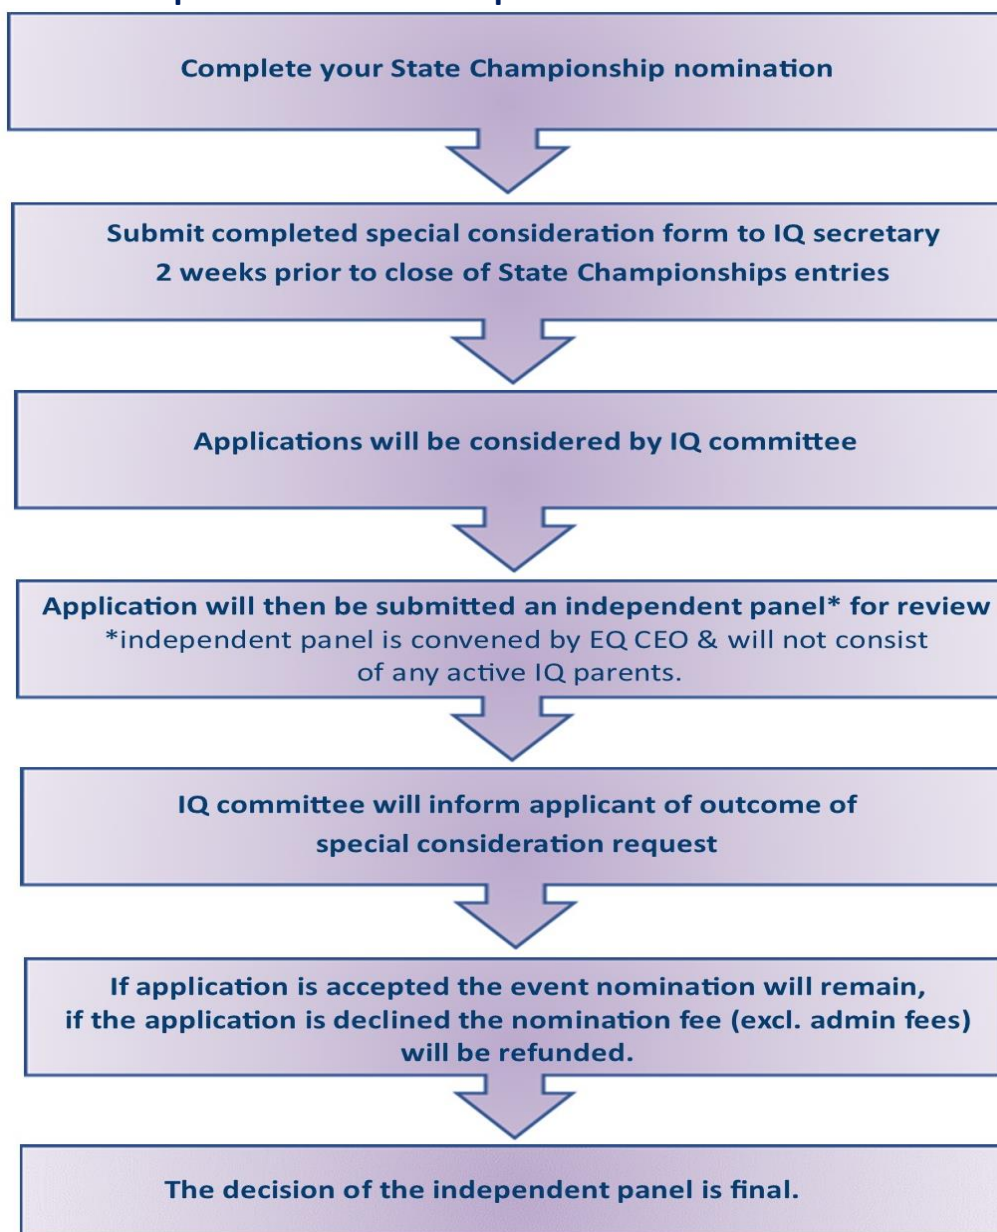 Complete your State Championship nomination
Submit completed special consideration form to IQ secretary
2 weeks prior to close of State Championships entries
Applications will be considered by IQ committee
Application will then be submitted an independent panel* for review
*independent panel is convened by EQ CEO & will not consist
of any active IQ parents.
IQ committee will inform applicant of outcome of
special consideration request
If application is accepted the event nomination will remain,
if the application is declined the nomination fee (excl. admin fees)
will be refunded.
The decision of the independent panel is final.